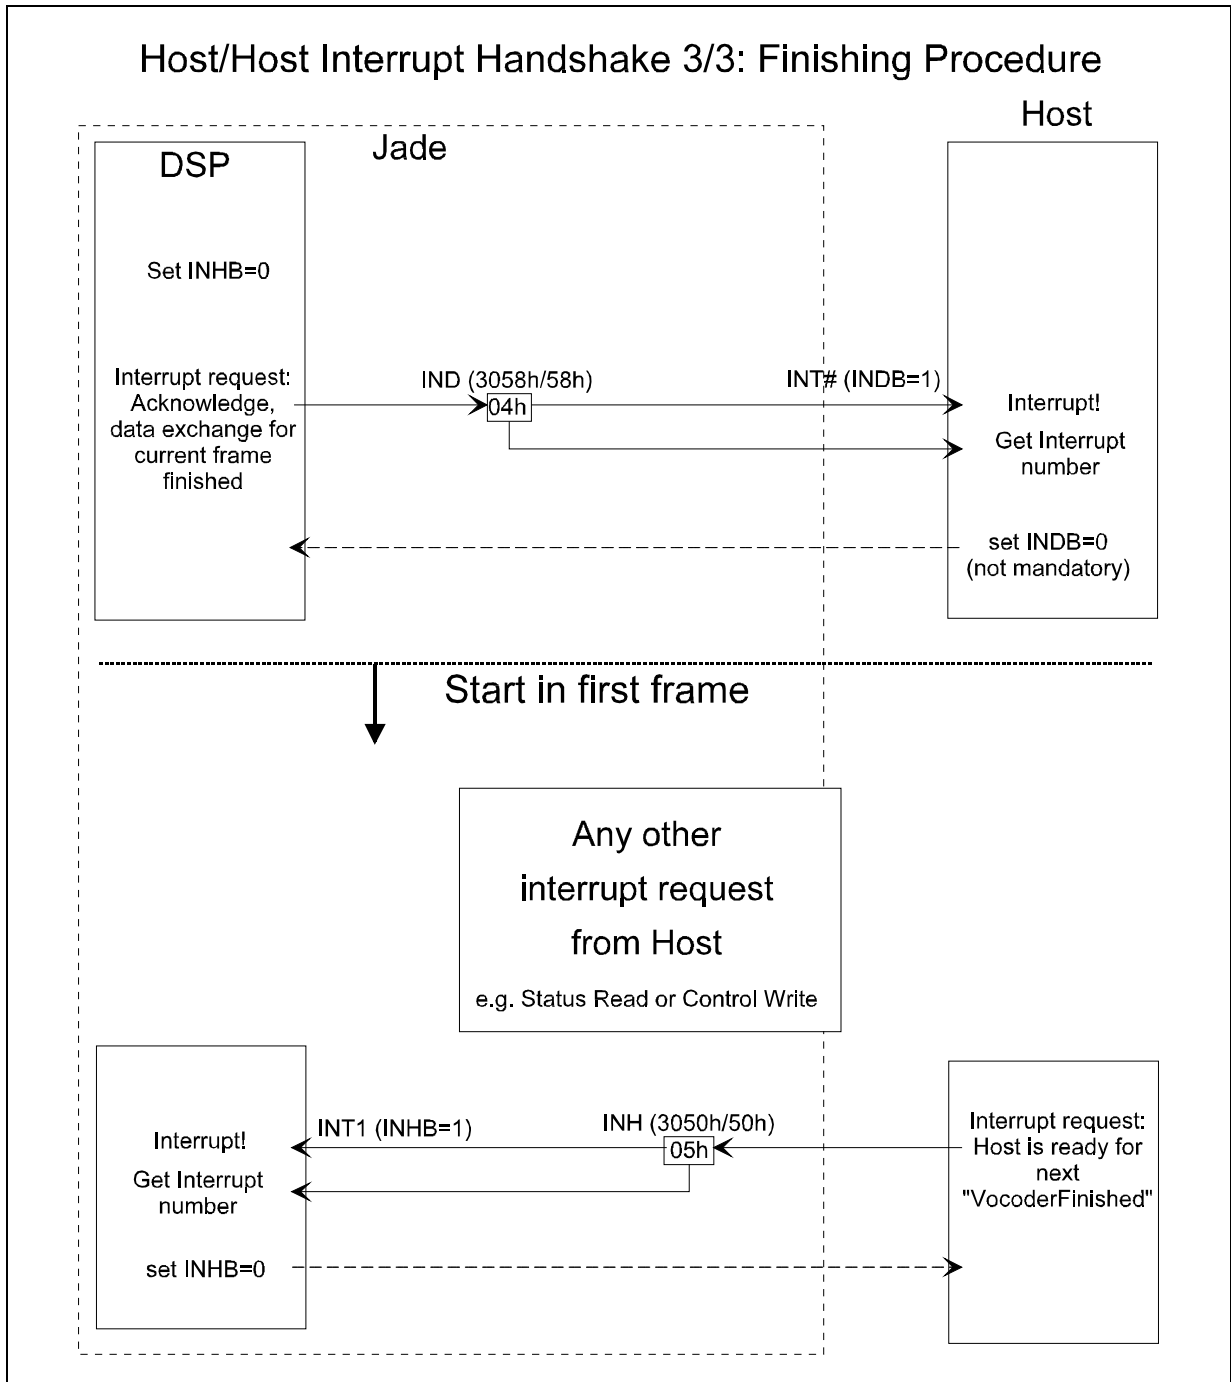 Host/Host Interrupt Handshake 3/3: Finishing Procedure
Host
Jade
DSP
Set INHB=0
Interrupt request:
Acknowledge,
data exchange for
current frame
finished
IND (3058h/58h)
04h
INT# (INDB=1)
Interrupt!
Get Interrupt
number
set INDB=0
(not mandatory)
Start in first frame
Any other
interrupt request
from Host
e.g. Status Read or Control Write
Interrupt!
Get Interrupt
number
set INHB=0
INT1 (INHB=1)
INH (3050h/50h)
05h
Interrupt request:
Host is ready for
next
"VocoderFinished"